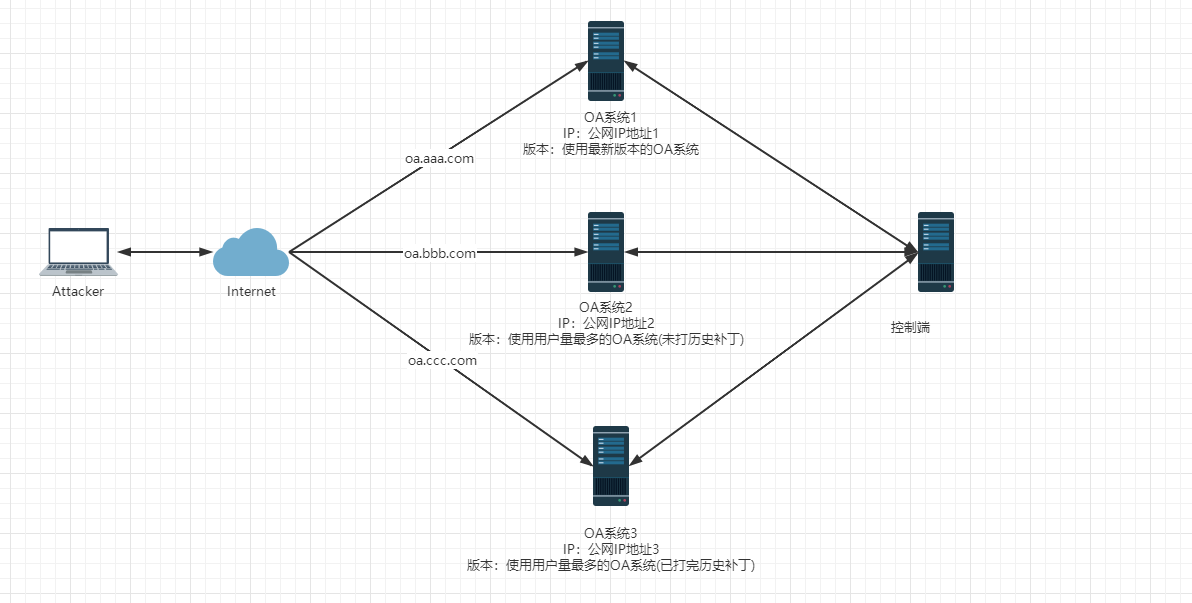 OA系统1
IP：公网IP地址1
版本：使用最新版本的OA系统
oa.aaa.com
oa.bbb.com
Attacker
Internet
OA系统2
IP：公网IP地址2
版本：使用用户量最多的OA系统(未打历史补丁)
控制端
oa.ccc.com
OA系统3
IP：公网IP地址3
版本：使用用户量最多的OA系统(已打完历史补丁)